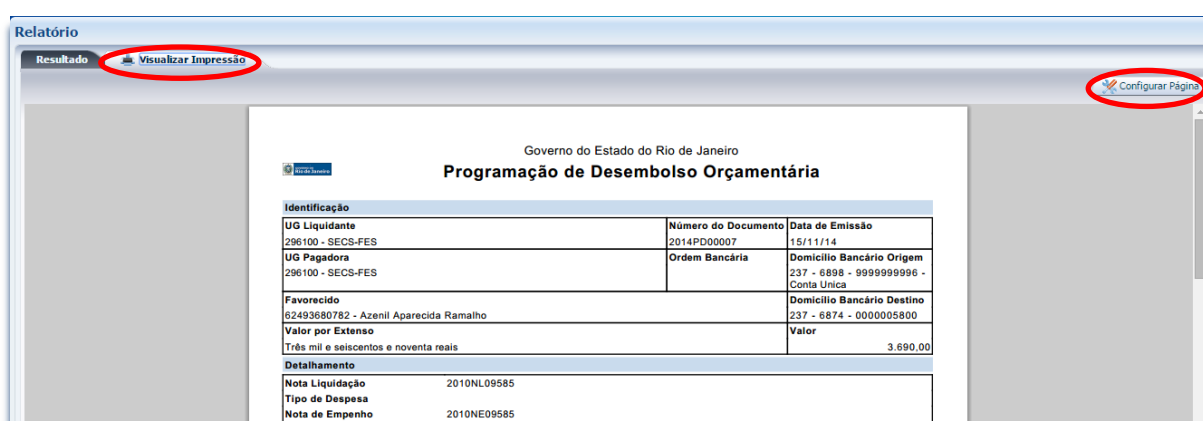 Relatório
Resultado Visualizar Impressão
Configurar Página
Governo do Estado do Rio de Janeiro
Programação de Desembolso Orçamentária
Identificação
UG Liquidante Número do Documento Data de Emissão
296100 - SECS-FES 2014PD00007 15/11/14
UG Pagadora Ordem Bancária Domicílio Bancário Origem
296100 - SECS-FES 237 - 6898 - 9999999996 -
Conta Unica
Favorecido Domicílio Bancário Destino
62493680782 - Azenil Aparecida Ramalho 237 - 6874 - 0000005800
Valor por Extenso Valor
Três mil e seiscentos e noventa reais 3.690,00
Detalhamento
Nota Liquidação 2010NL09585
Tipo de Despesa
Nota de Empenho 2010NE09585